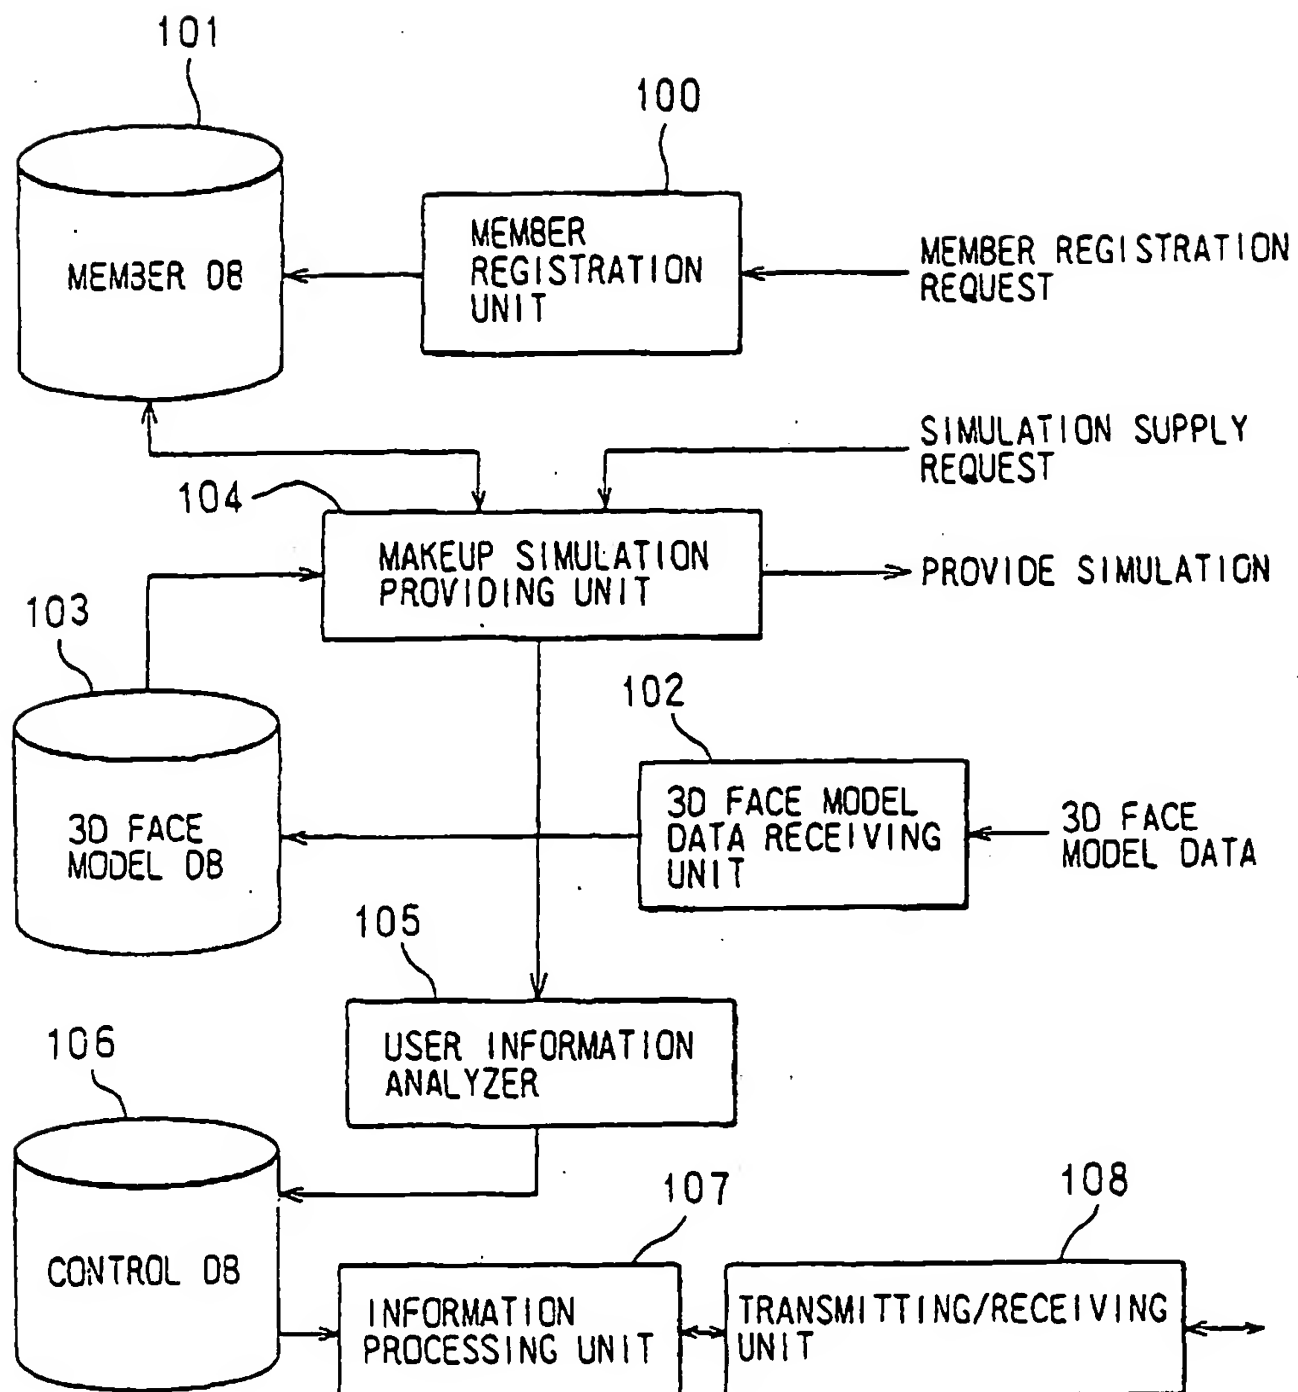 101
100
MEMBER DB
MEMBER
REGISTRATION
UNIT
MEMBER REGISTRATION
REQUEST
SIMULATION SUPPLY
REQUEST
104
MAKEUP SIMULATION
PROVIDING UNIT
PROVIDE SIMULATION
103
102
3D FACE
MODEL DB
3D FACE MODEL
DATA RECEIVING
UNIT
3D FACE
MODEL DATA
105
USER INFORMATION
ANALYZER
106
107
108
CONTROL DB
INFORMATION
PROCESSING UNIT
TRANSMITTING/RECEIVING
UNIT